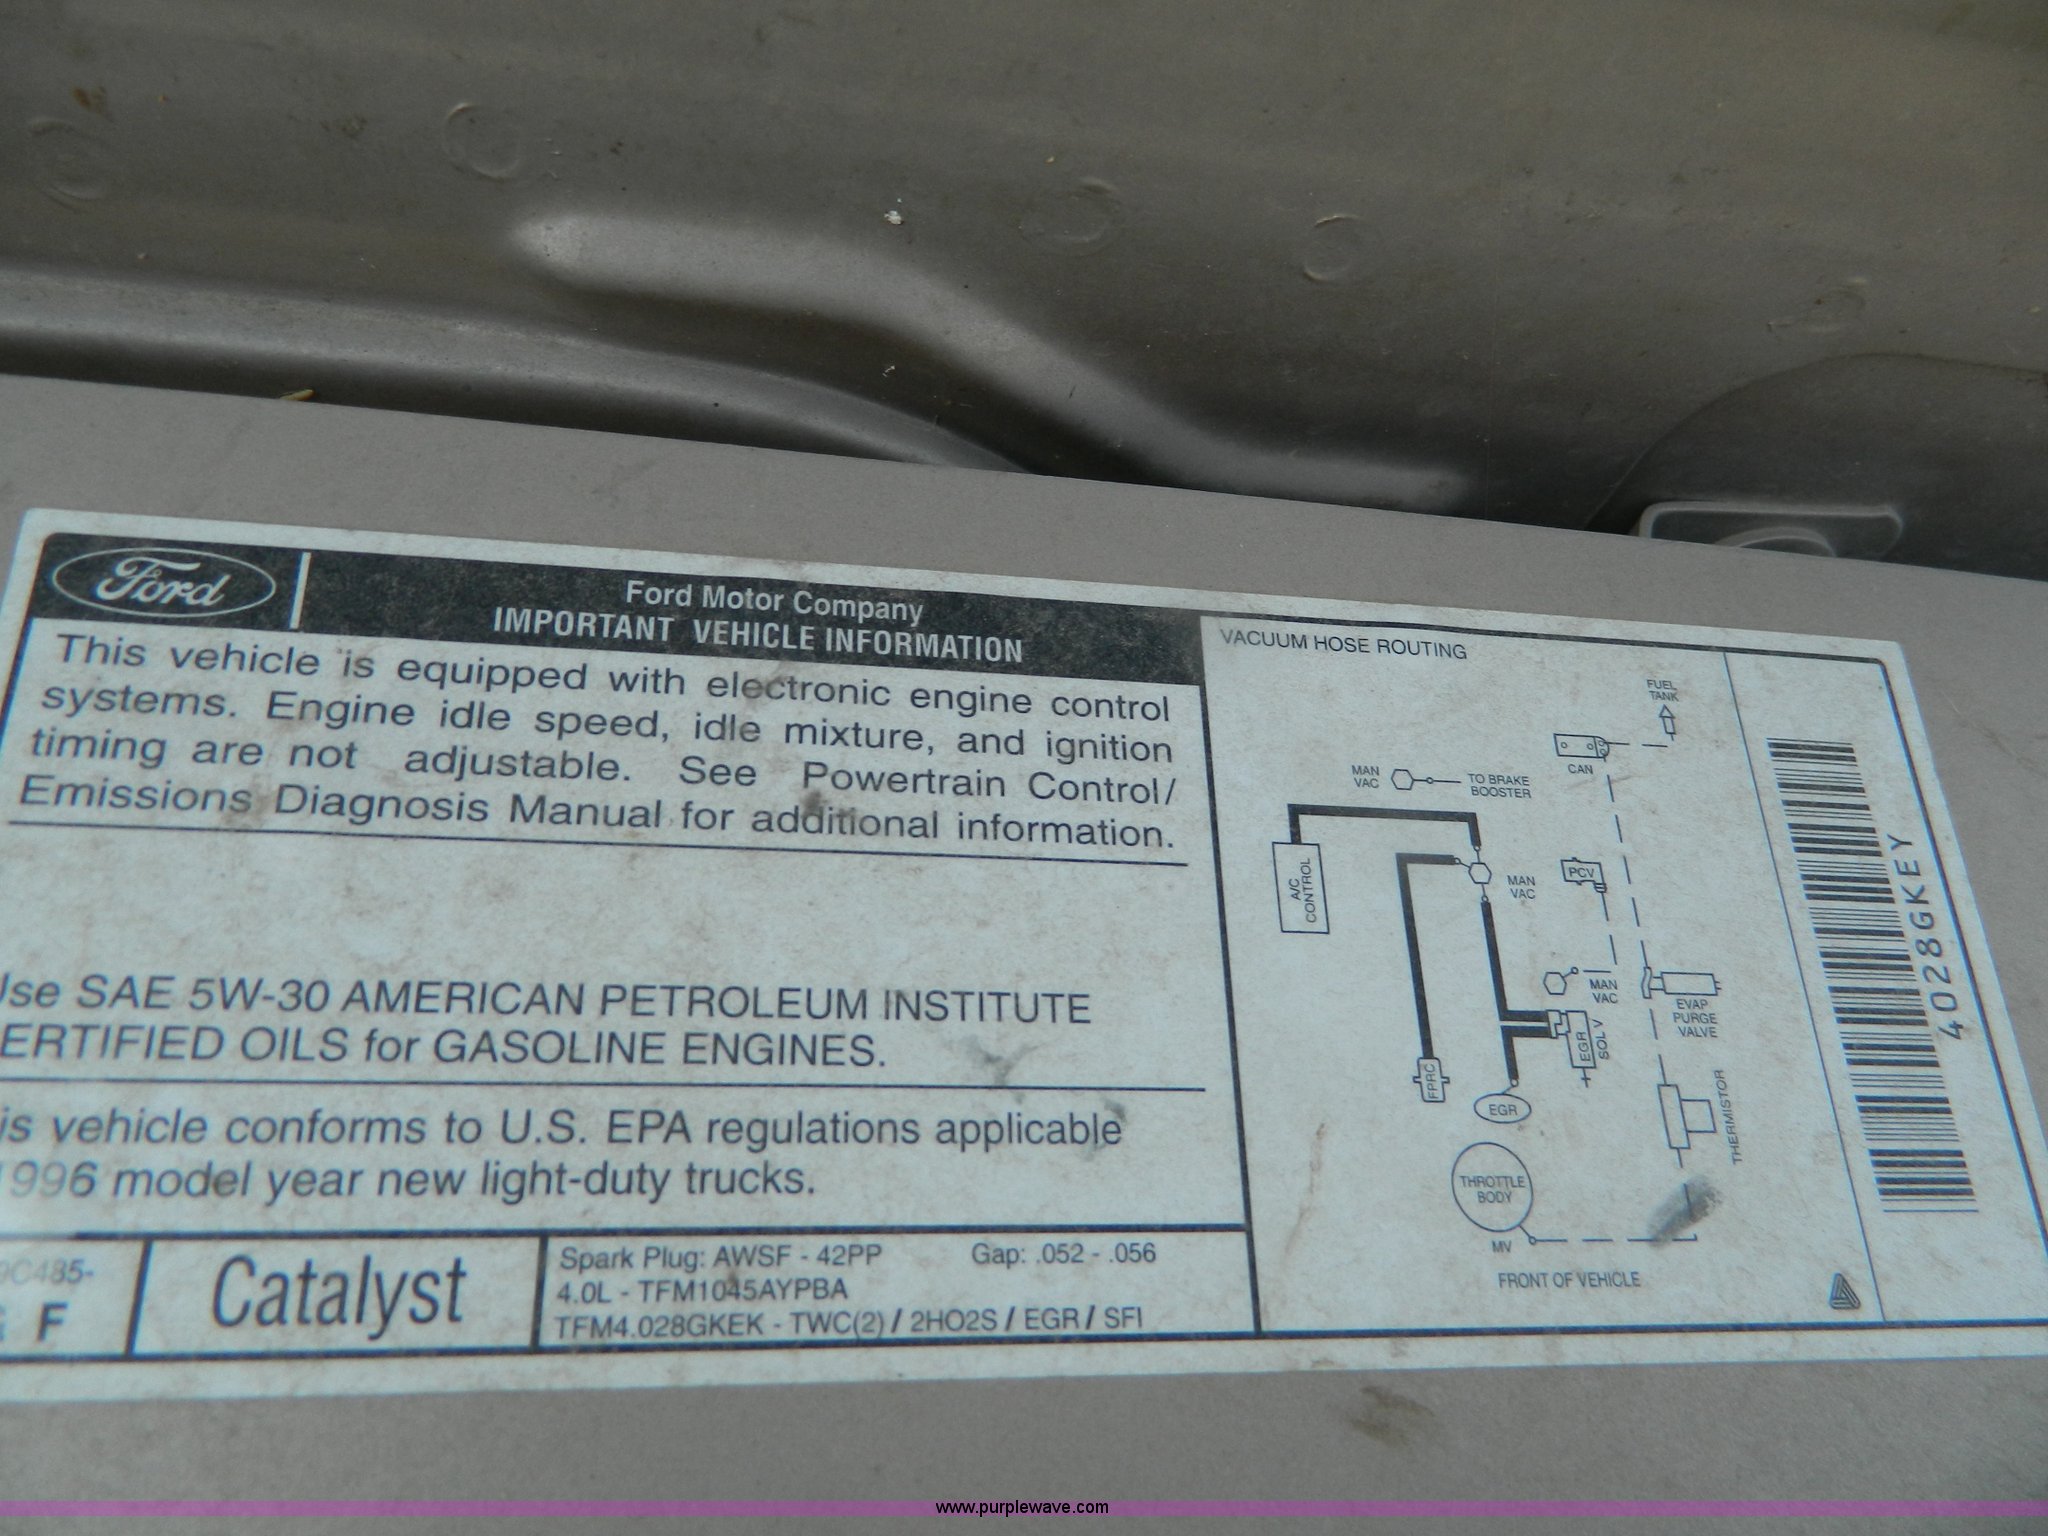 Ford
Ford Motor Company
IMPORTANT VEHICLE INFORMATION
This vehicle is equipped with electronic engine control
systems. Engine idle speed, idle mixture, and ignition
timing are not adjustable. See Powertrain Control/
Emissions Diagnosis Manual for additional information.
Use SAE 5W-30 AMERICAN PETROLEUM INSTITUTE
ERTIFIED OILS for GASOLINE ENGINES.
is vehicle conforms to U.S. EPA regulations applicable
1996 model year new light-duty trucks.
9C485-
F
Catalyst
Spark Plug: AWSF - 42PP Gap: .052 - .056
4.0L - TFM1045AYPBA
TFM4.028GKEK - TWC(2) / 2HO2S / EGR / SFI
VACUUM HOSE ROUTING
FUEL
TANK
CAN
MAN
VAC
TO BRAKE
BOOSTER
A/C
CONTROL
MAN
VAC
PCV
MAN
VAC
EVAP
PURGE
VALVE
EGR
SOLV
FPRC
EGR
THERMISTOR
THROTTLE
BODY
MV
FRONT OF VEHICLE
4028GKEY
www.purplewave.com